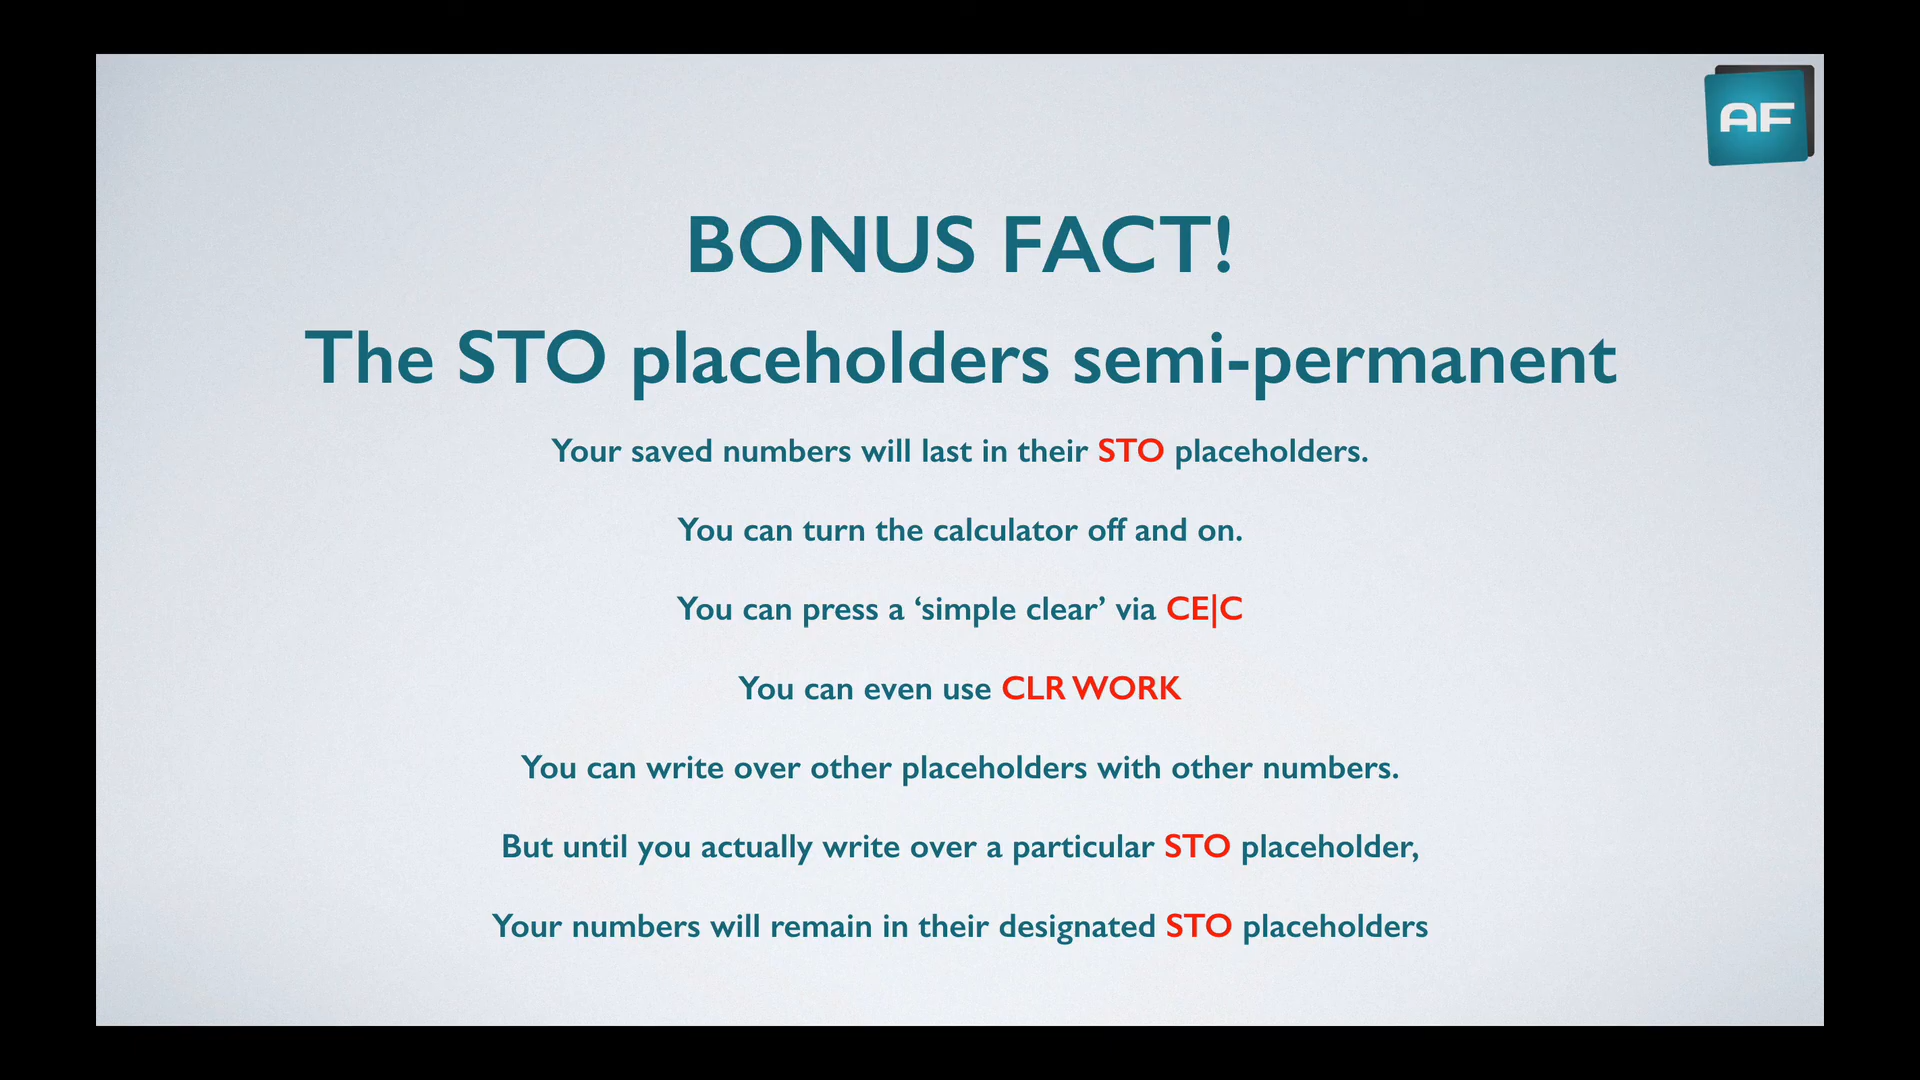 AF
BONUS FACT!
The STO placeholders semi-permanent
Your saved numbers will last in their STO placeholders.
You can turn the calculator off and on.
You can press a ‘simple clear’ via CE|C
You can even use CLR WORK
You can write over other placeholders with other numbers.
But until you actually write over a particular STO placeholder,
Your numbers will remain in their designated STO placeholders